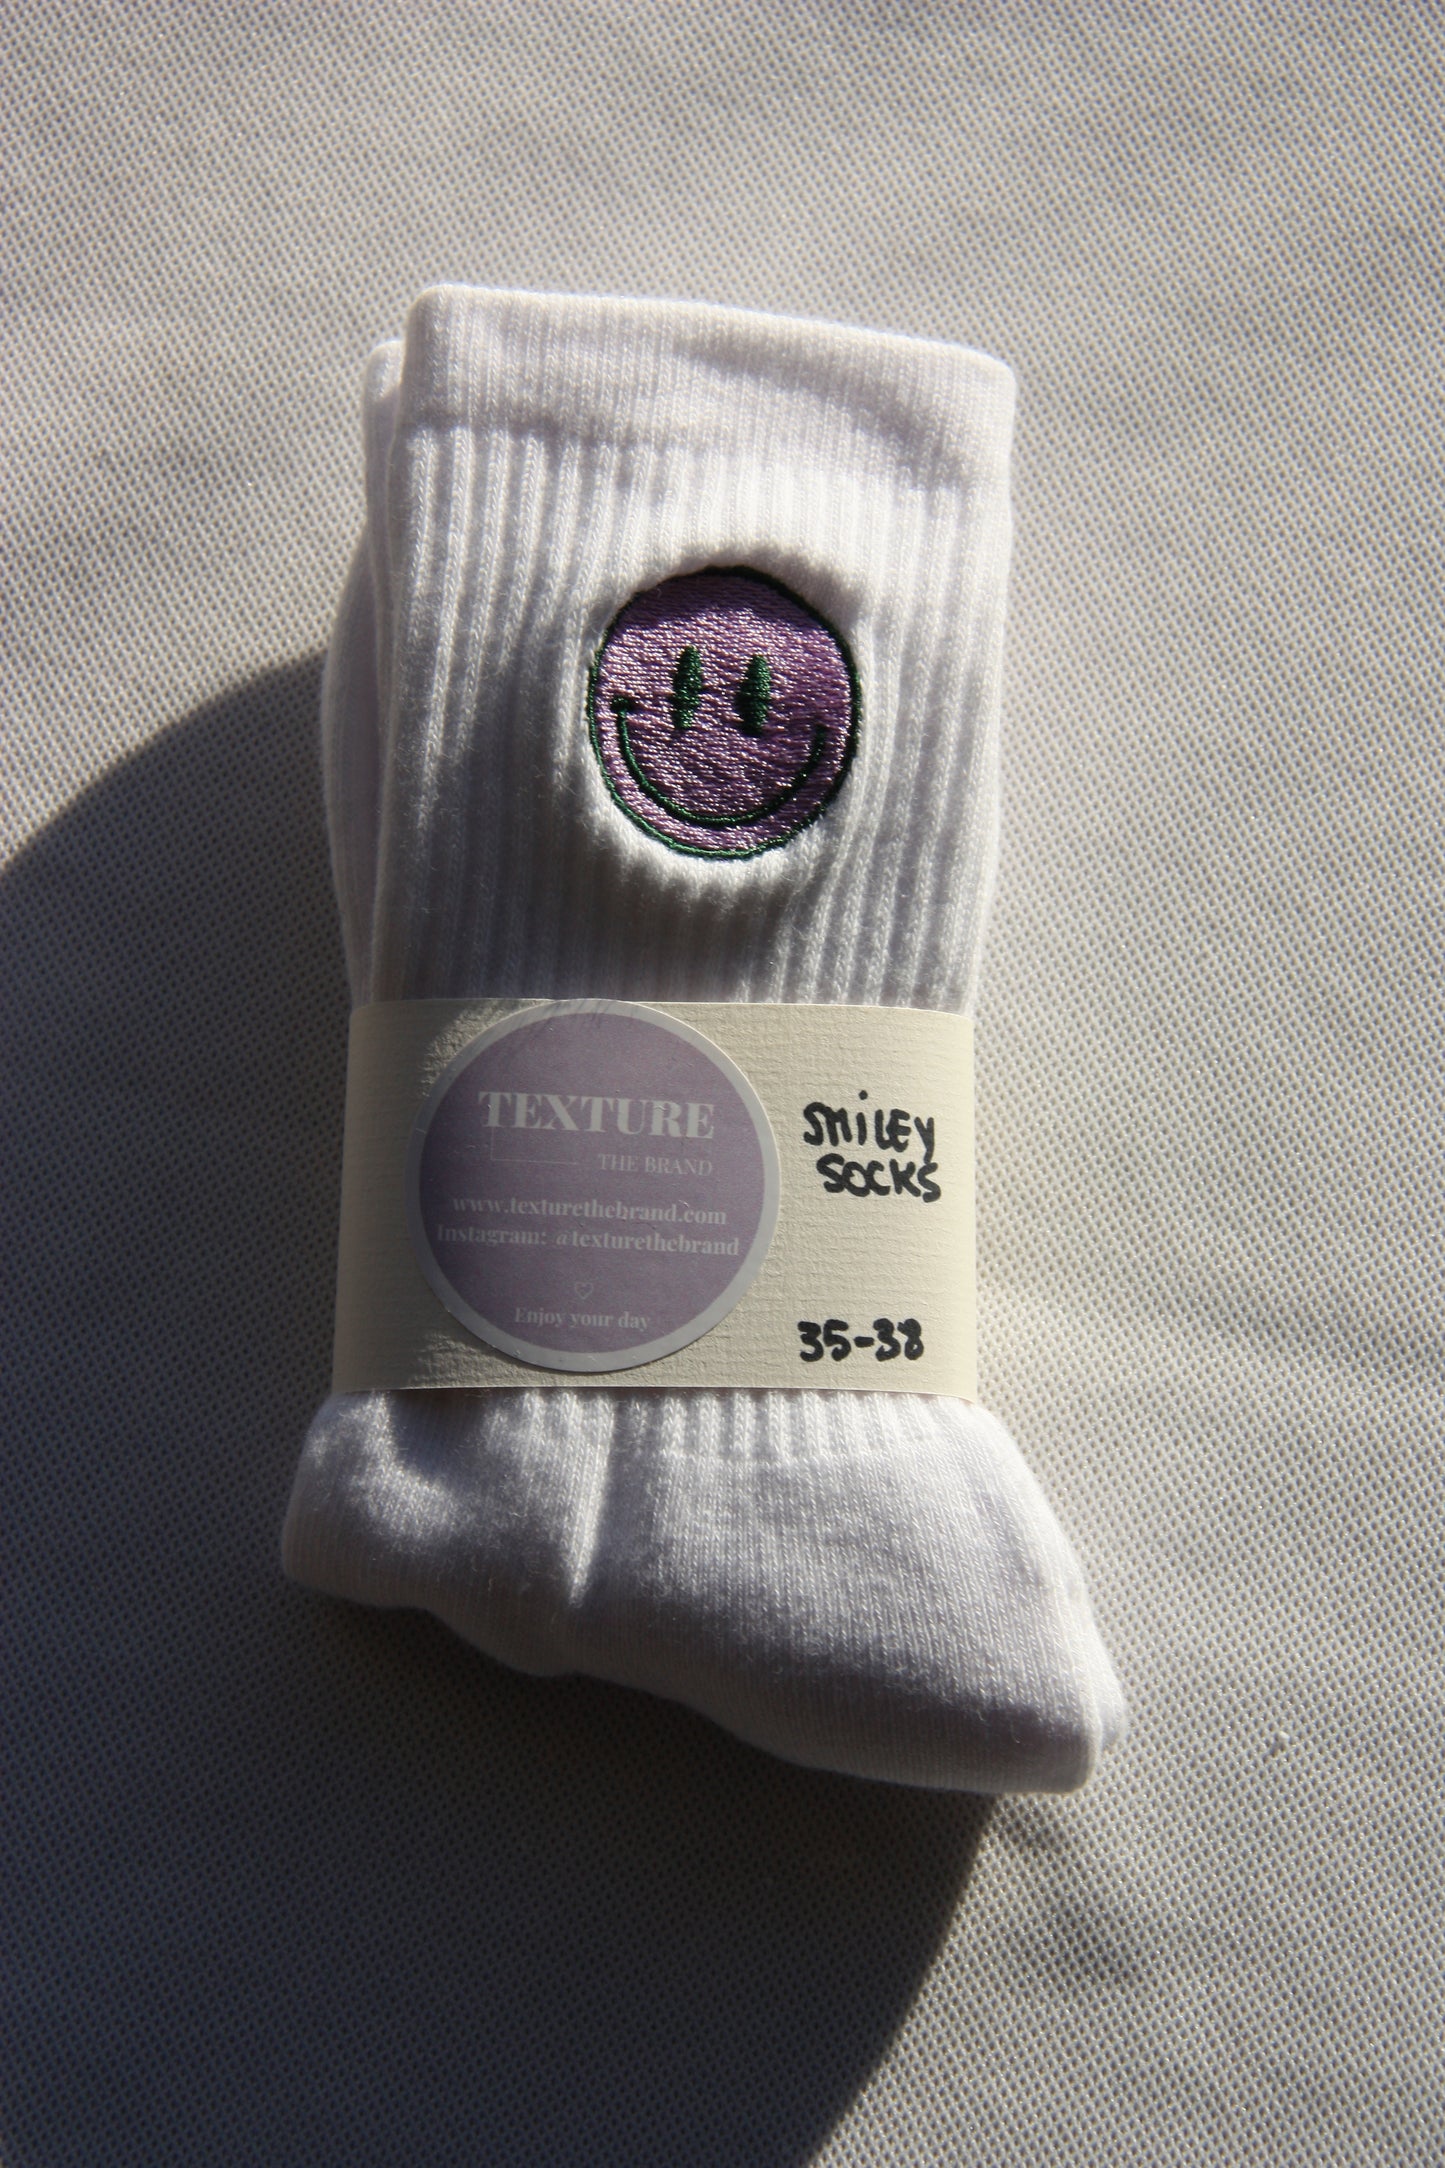 TEXTURE
THE BRAND
www.texturethebrand.com
Instagram: @texturethebrand
Enjoy your day
SMiLEY
SOCKS
35-38